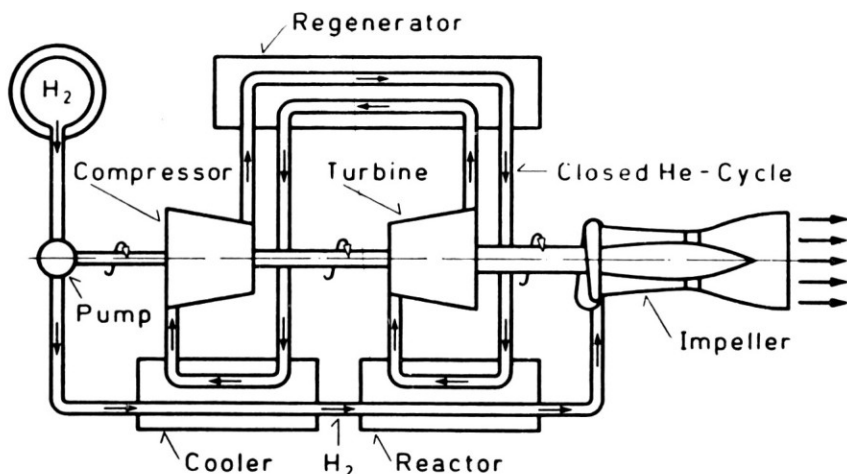 Regenerator
H₂
Compressor
Turbine
Closed He-Cycle
Pump
Impeller
Cooler
H₂
Reactor